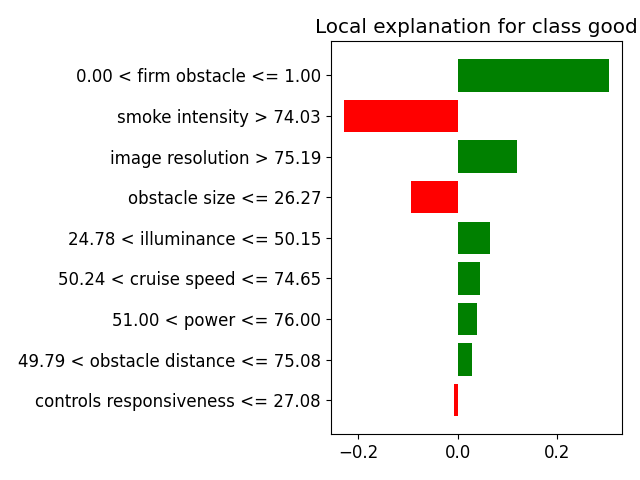 Local explanation for class good
0.00 < firm obstacle <= 1.00
smoke intensity > 74.03
image resolution > 75.19
obstacle size <= 26.27
24.78 < illuminance <= 50.15
50.24 < cruise speed <= 74.65
51.00 < power <= 76.00
49.79 < obstacle distance <= 75.08
controls responsiveness <= 27.08
−0.2 0.0 0.2